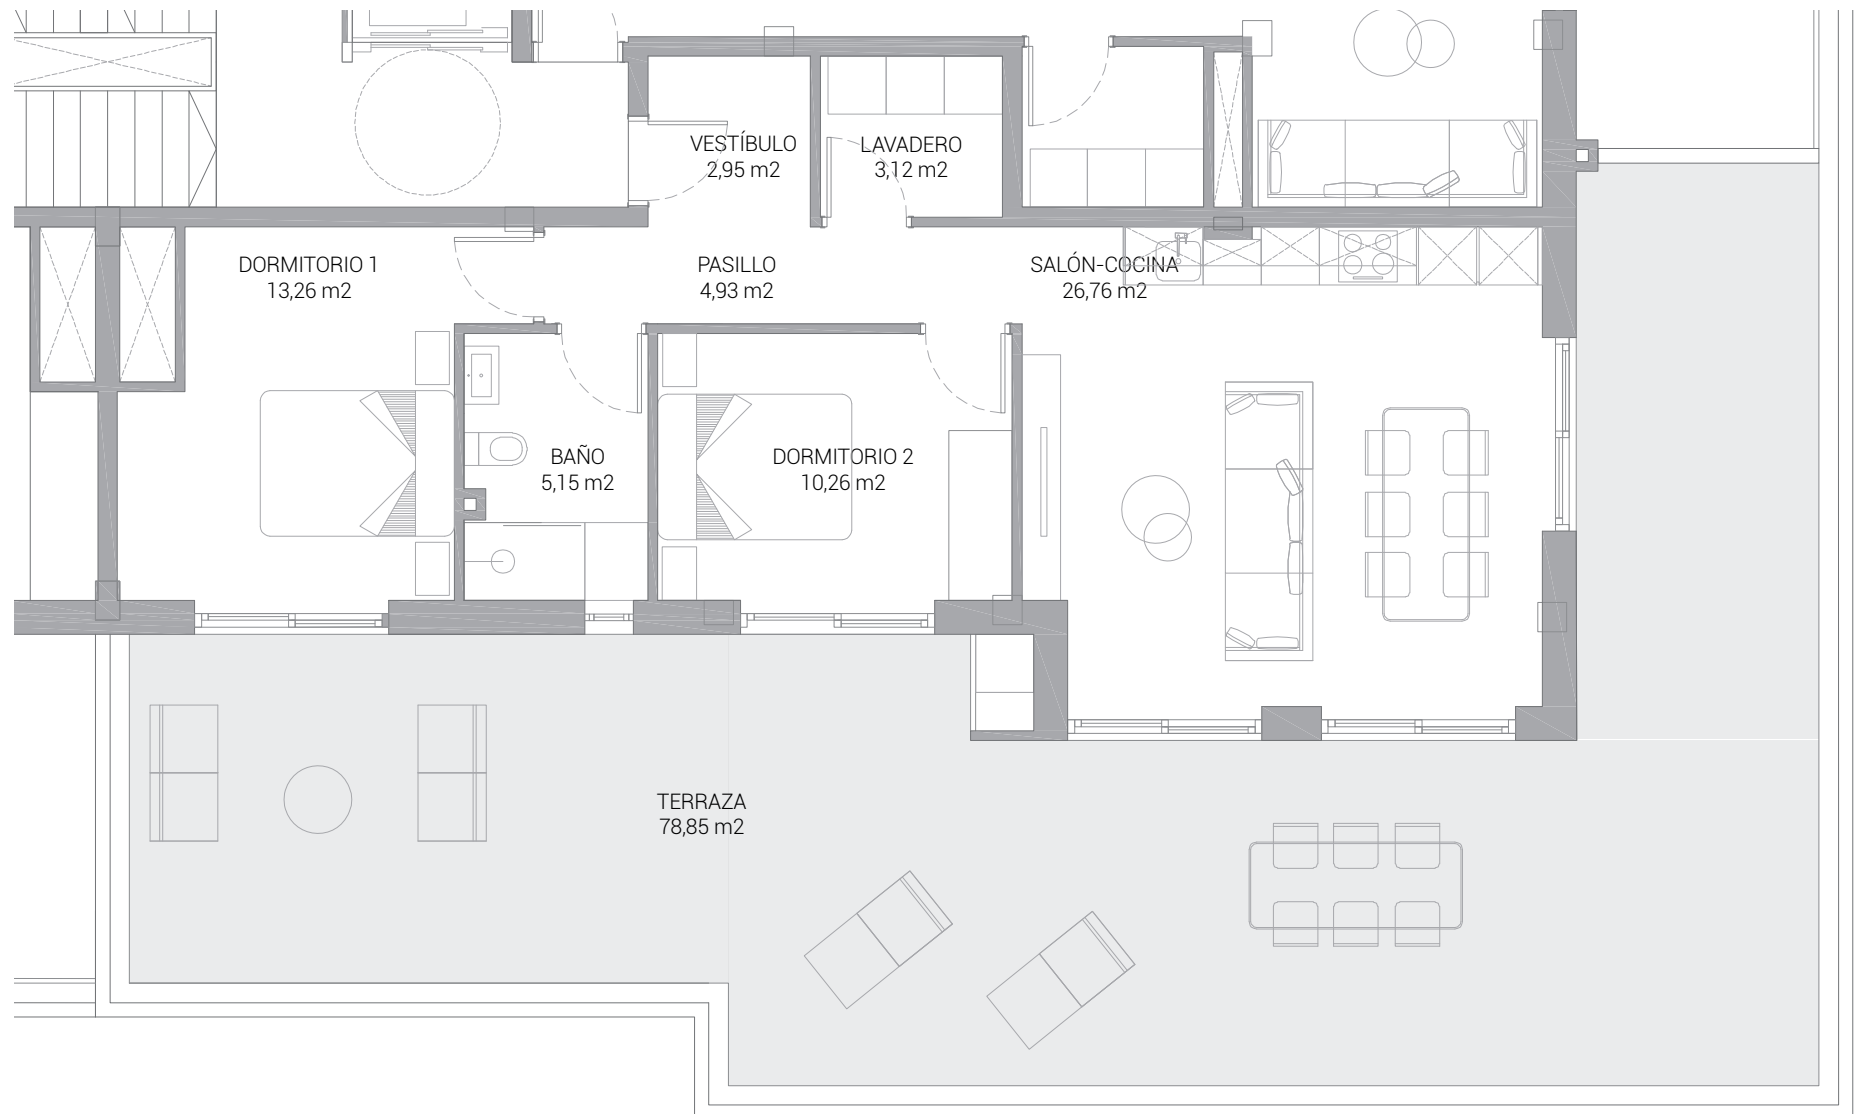 VESTÍBULO
2,95 m2
LAVADERO
3,12 m2
DORMITORIO 1
13,26 m2
PASILLO
4,93 m2
SALÓN-COCINA
26,76 m2
BAÑO
5,15 m2
DORMITORIO 2
10,26 m2
TERRAZA
78,85 m2